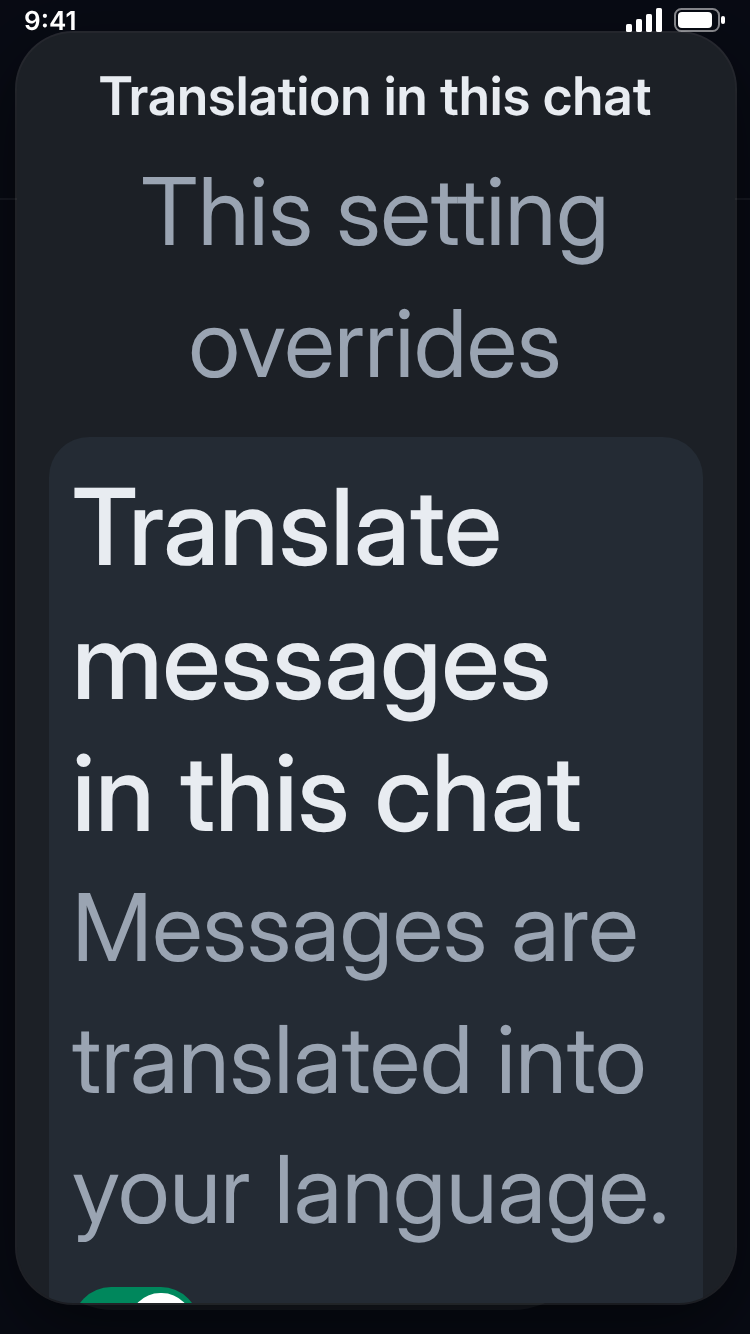 9:41
Translation in this chat
This setting
overrides
Translate
messages
in this chat
Messages are
translated into
your language.